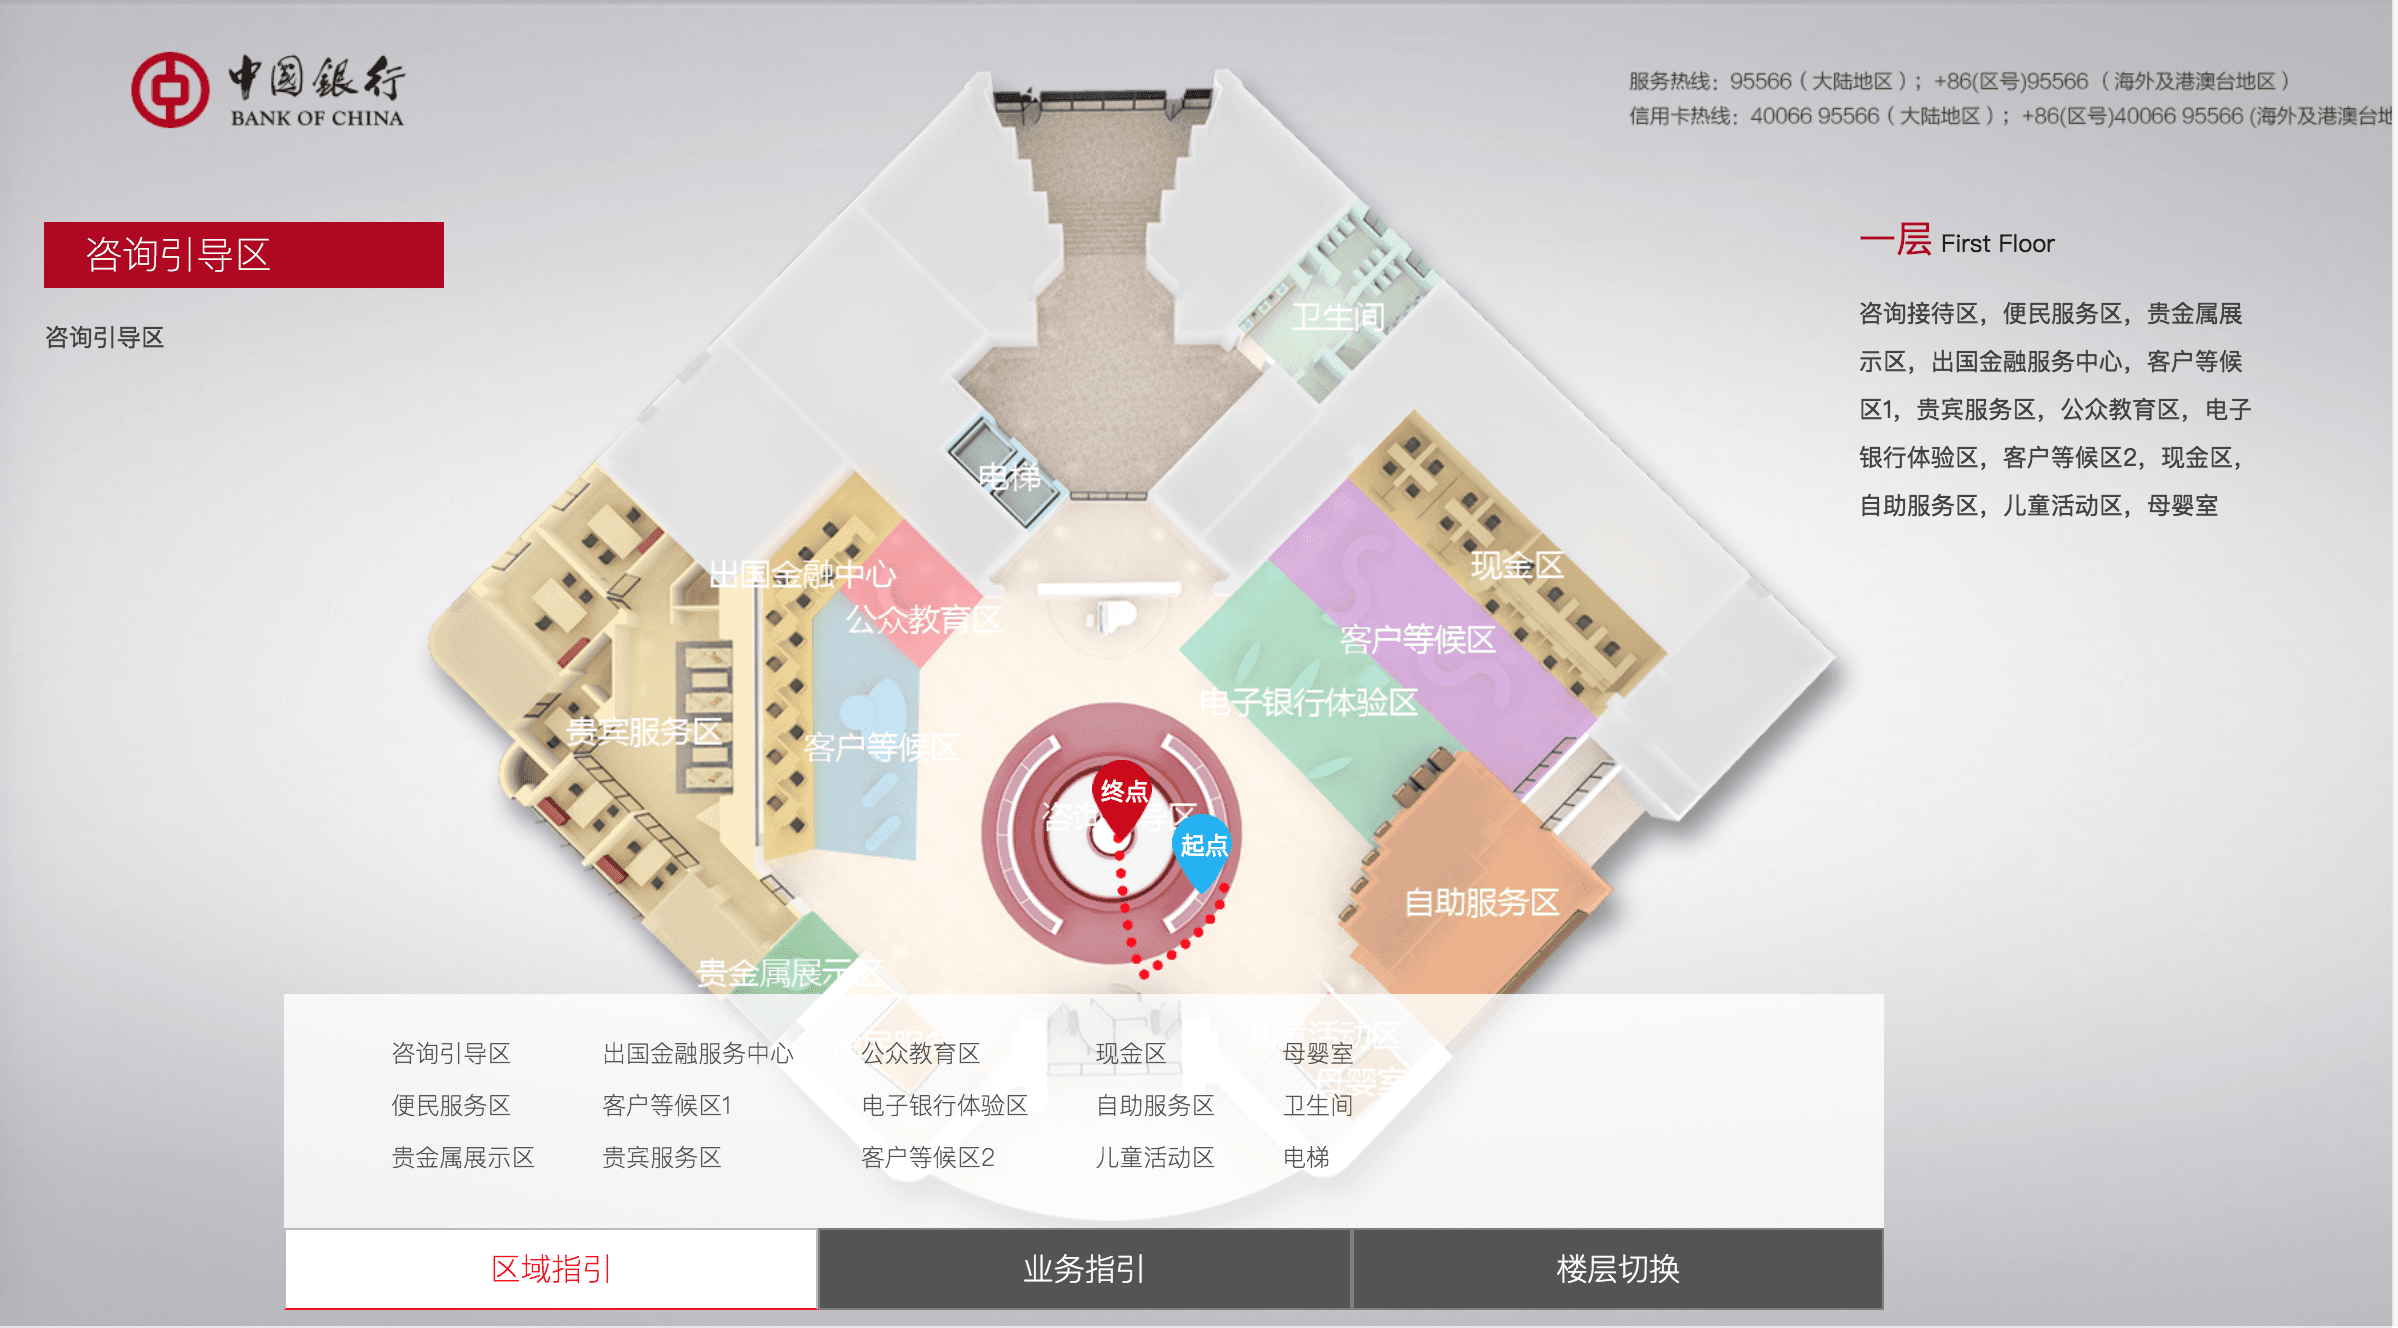 中國銀行
BANK OF CHINA
服务热线：95566（大陆地区）；+86(区号)95566（海外及港澳台地区）
信用卡热线：40066 95566（大陆地区）；+86(区号)40066 95566 (海外及港澳台地
咨询引导区
咨询引导区
一层 First Floor
咨询接待区，便民服务区，贵金属展
示区，出国金融服务中心，客户等候
区1，贵宾服务区，公众教育区，电子
银行体验区，客户等候区2，现金区，
自助服务区，儿童活动区，母婴室
卫生间
电梯
出国金融中心
公众教育区
现金区
客户等候区
电子银行体验区
贵宾服务区
客户等候区
终点
咨询 导区
起点
自助服务区
贵金属展示区
儿童活动区
母婴室
咨询引导区 出国金融服务中心 公众教育区 现金区 母婴室
便民服务区 客户等候区1 电子银行体验区 自助服务区 卫生间
贵金属展示区 贵宾服务区 客户等候区2 儿童活动区 电梯
区域指引 业务指引 楼层切换